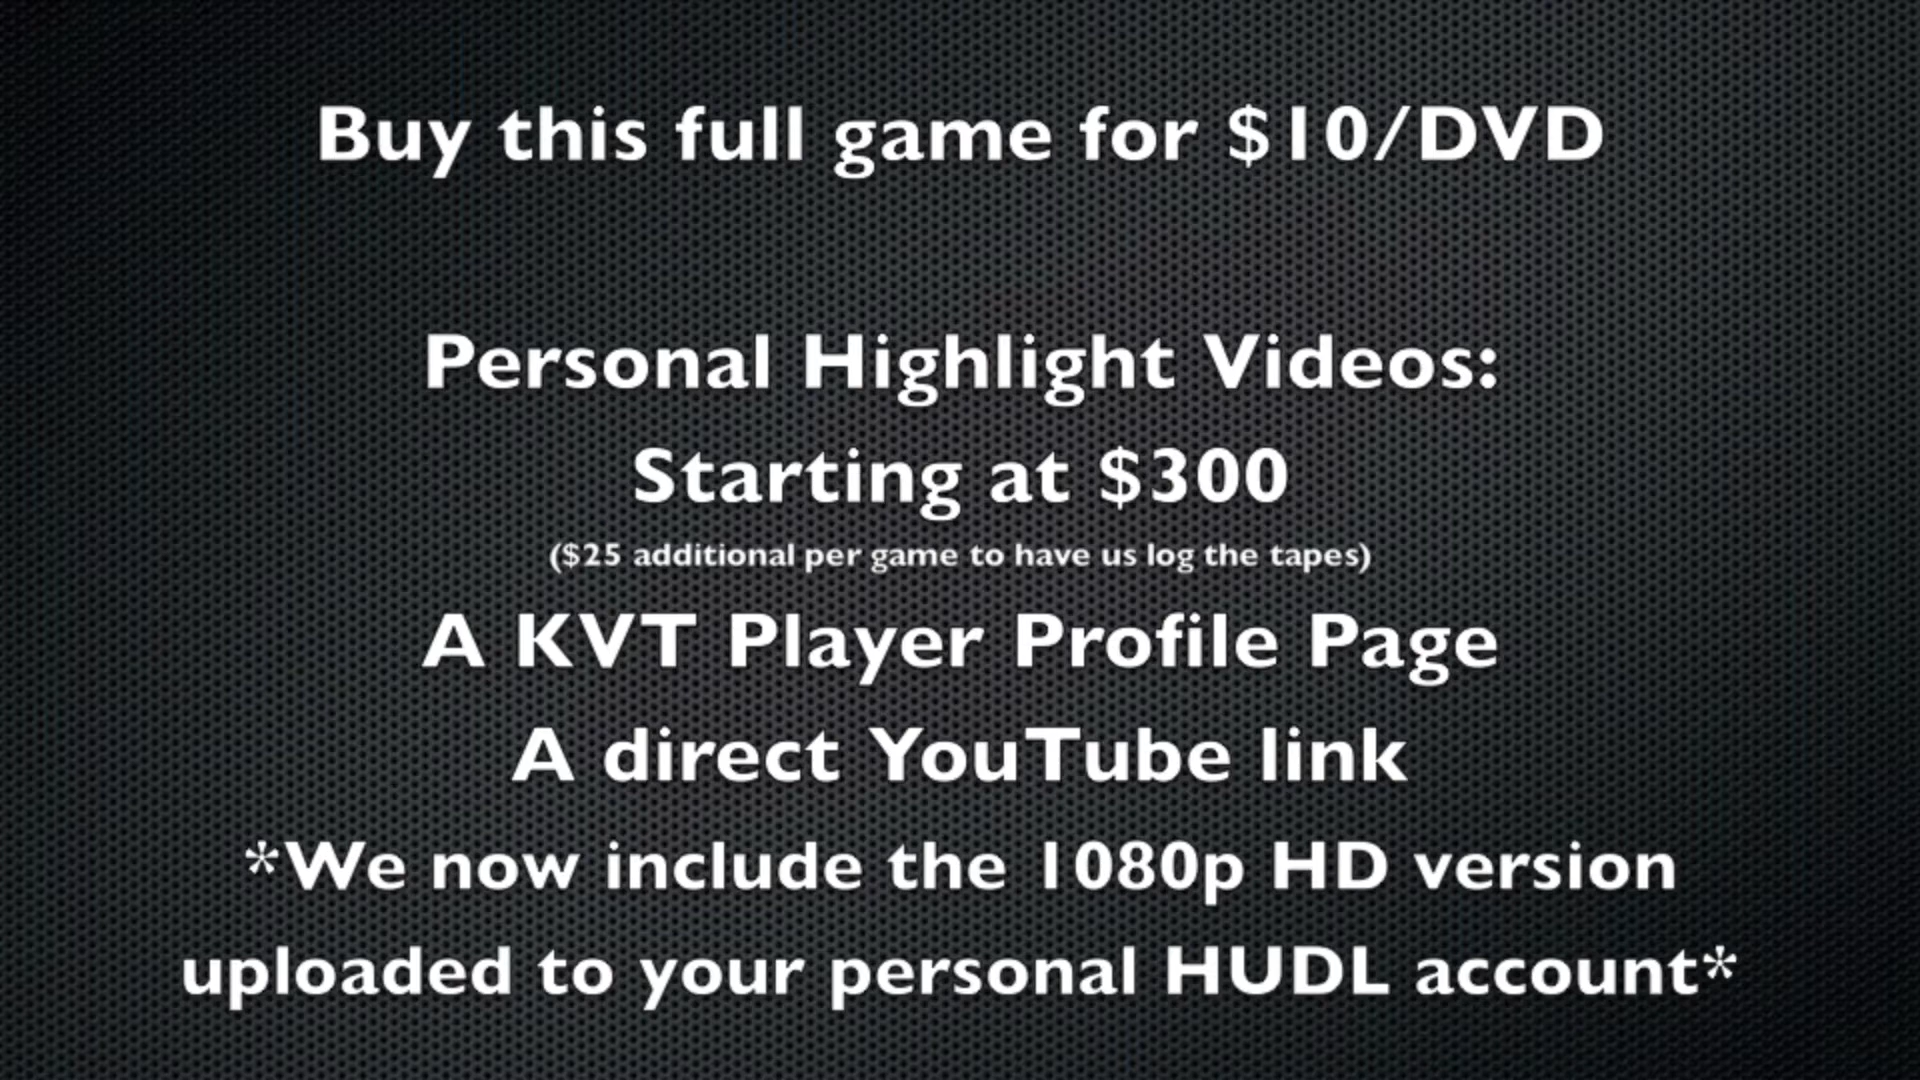 Buy this full game for $10/DVD
Personal Highlight Videos:
Starting at $300
($25 additional per game to have us log the tapes)
A KVT Player Profile Page
A direct YouTube link
*We now include the 1080p HD version
uploaded to your personal HUDL account*